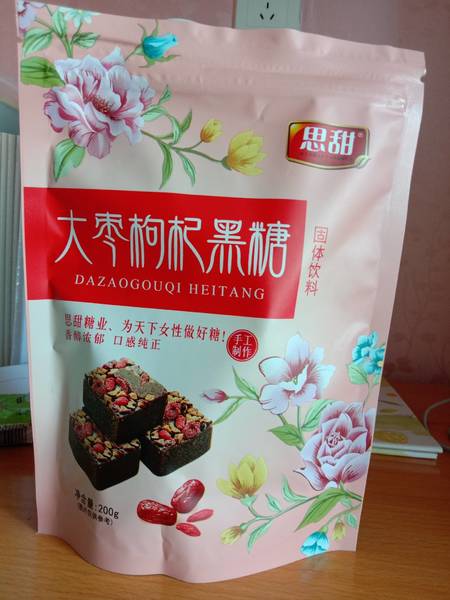 思甜
大枣枸杞黑糖
DAZAOGOUQI HEITANG
固体饮料
思甜糖业、为天下女性做好糖!
香醇浓郁 口感纯正
手工
制作
净含量:200g